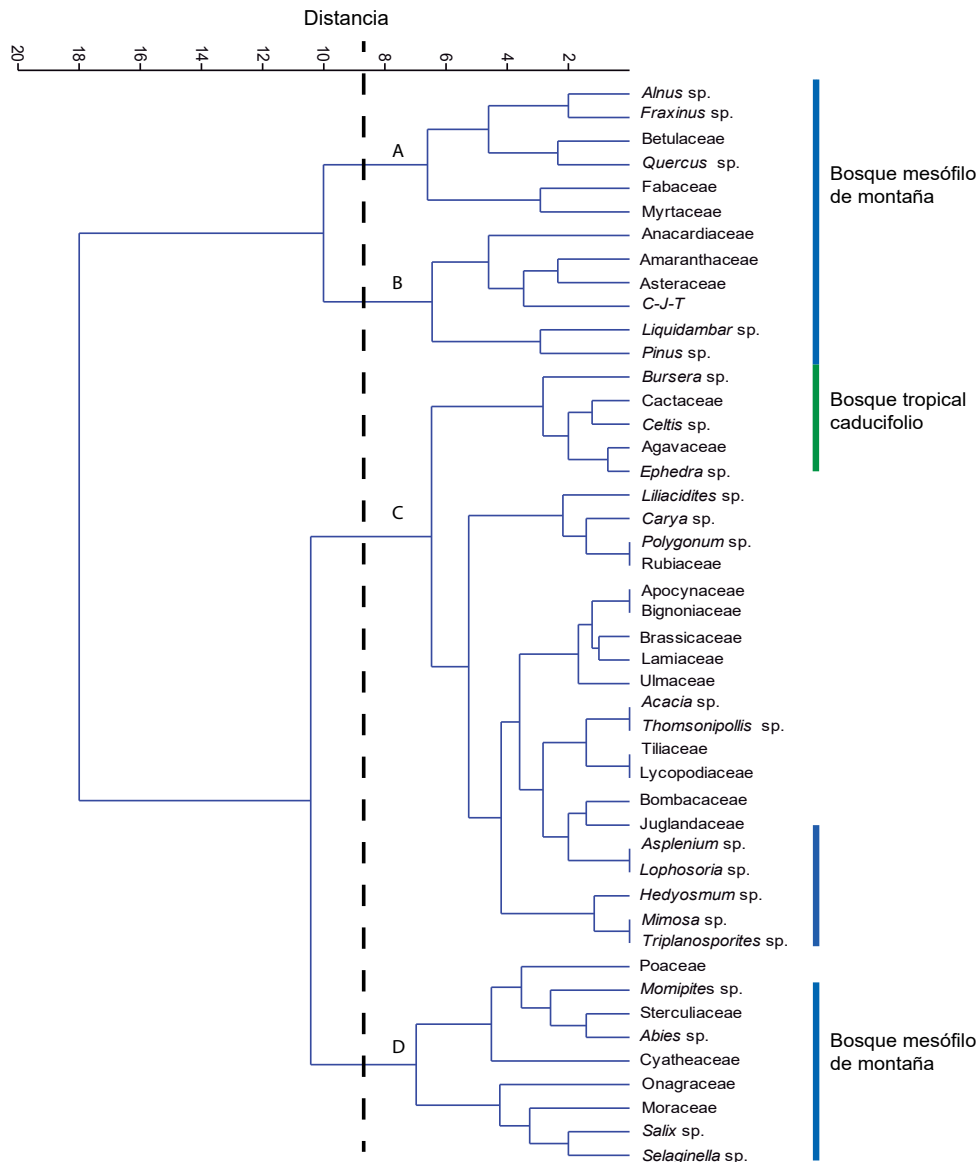 Distancia
20 18 16 14 12 10 8 6 4 2
A
B
C
D
Alnus sp.
Fraxinus sp.
Betulaceae
Quercus sp.
Fabaceae
Myrtaceae
Anacardiaceae
Amaranthaceae
Asteraceae
C-J-T
Liquidambar sp.
Pinus sp.
Bursera sp.
Cactaceae
Celtis sp.
Agavaceae
Ephedra sp.
Liliacidites sp.
Carya sp.
Polygonum sp.
Rubiaceae
Apocynaceae
Bignoniaceae
Brassicaceae
Lamiaceae
Ulmaceae
Acacia sp.
Thomsonipollis sp.
Tiliaceae
Lycopodiaceae
Bombacaceae
Juglandaceae
Asplenium sp.
Lophosoria sp.
Hedyosmum sp.
Mimosa sp.
Triplanosporites sp.
Poaceae
Momipites sp.
Sterculiaceae
Abies sp.
Cyatheaceae
Onagraceae
Moraceae
Salix sp.
Selaginella sp.
Bosque mesófilo
de montaña
Bosque tropical
caducifolio
Bosque mesófilo
de montaña